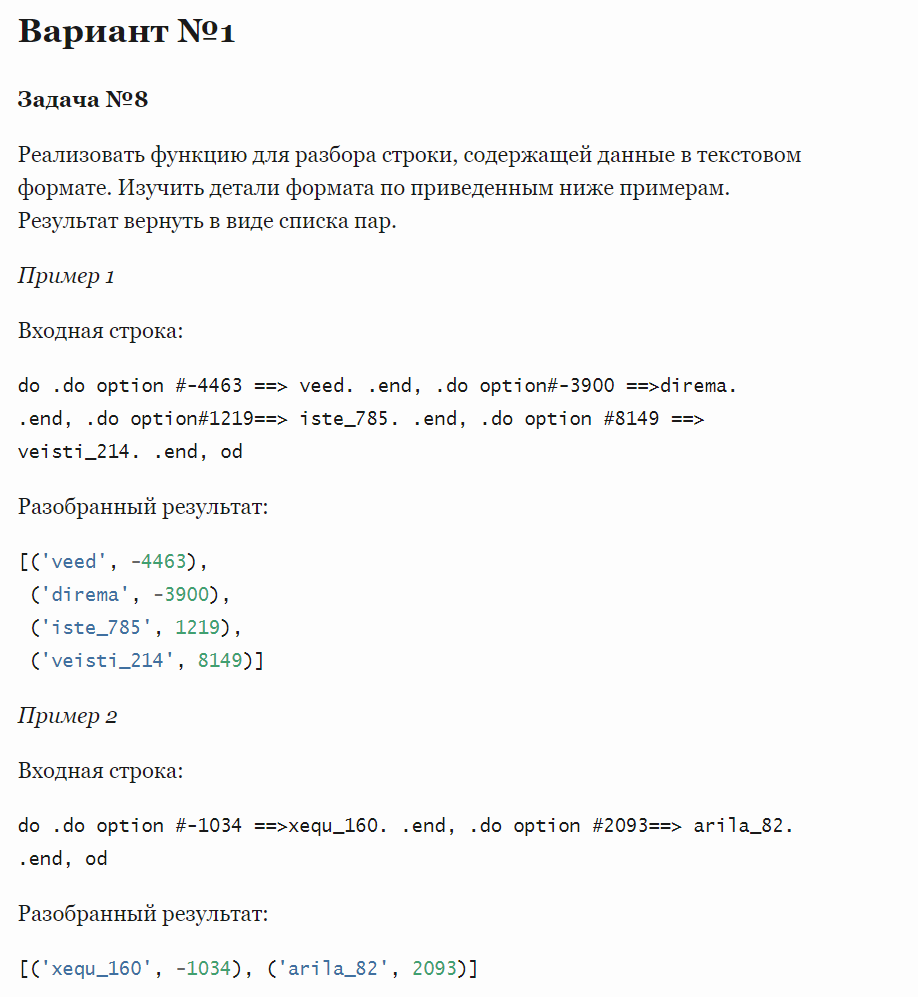 Вариант №1
Задача №8
Реализовать функцию для разбора строки, содержащей данные в текстовом
формате. Изучить детали формата по приведенным ниже примерам.
Результат вернуть в виде списка пар.
Пример 1
Входная строка:
do .do option #-4463 ==> veed. .end, .do option#-3900 ==>direma.
.end, .do option#1219==> iste_785. .end, .do option #8149 ==>
veisti_214. .end, od
Разобранный результат:
[('veed', -4463),
('direma', -3900),
('iste_785', 1219),
('veisti_214', 8149)]
Пример 2
Входная строка:
do .do option #-1034 ==>xequ_160. .end, .do option #2093==> arila_82.
.end, od
Разобранный результат:
[('xequ_160', -1034), ('arila_82', 2093)]